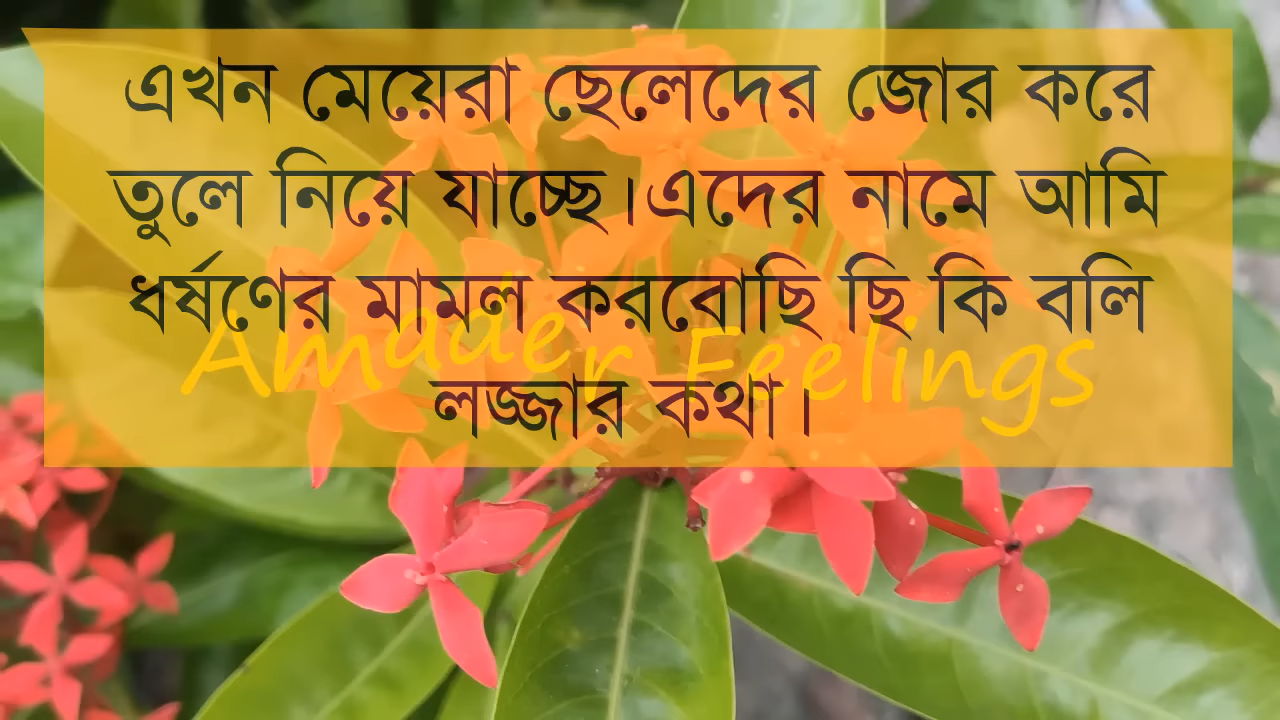 এখন মেয়েরা ছেলেদের জোর করে
তুলে নিয়ে যাচ্ছে।এদের নামে আমি
ধর্ষণের মামল করবোছি ছি কি বলি
লজ্জার কথা।
Amader Feelings